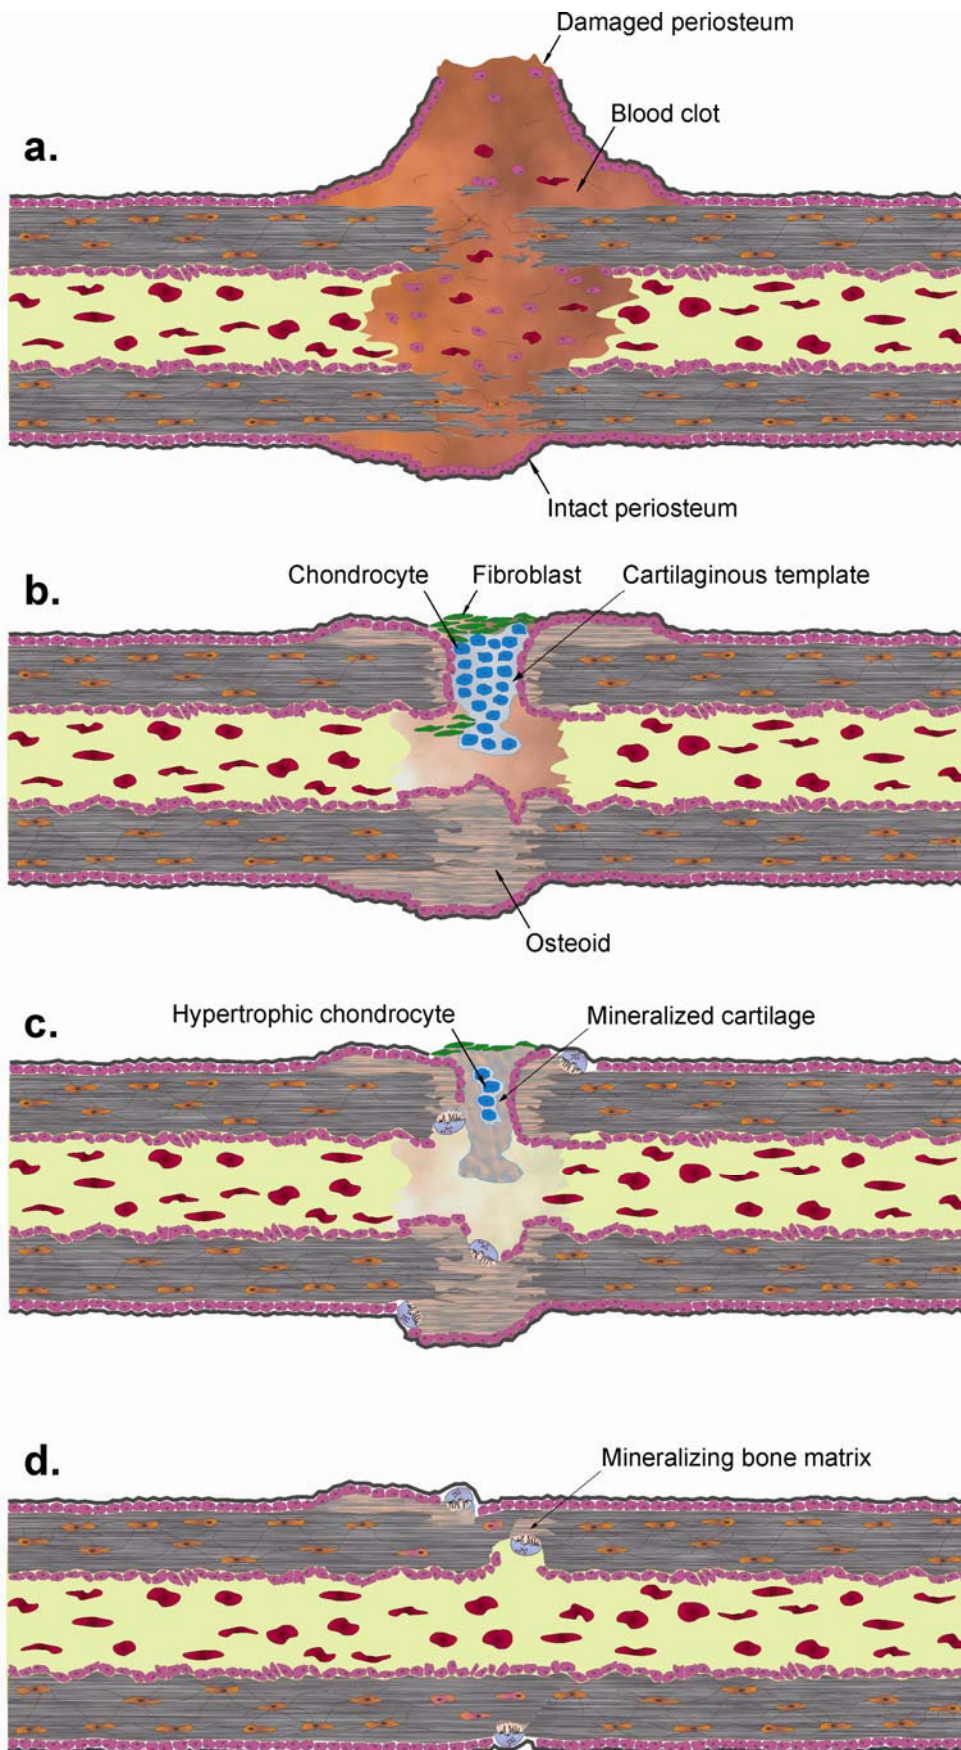 Damaged periosteum
Blood clot
a.
Intact periosteum
b.
Chondrocyte Fibroblast Cartilaginous template
Osteoid
c.
Hypertrophic chondrocyte Mineralized cartilage
d.
Mineralizing bone matrix